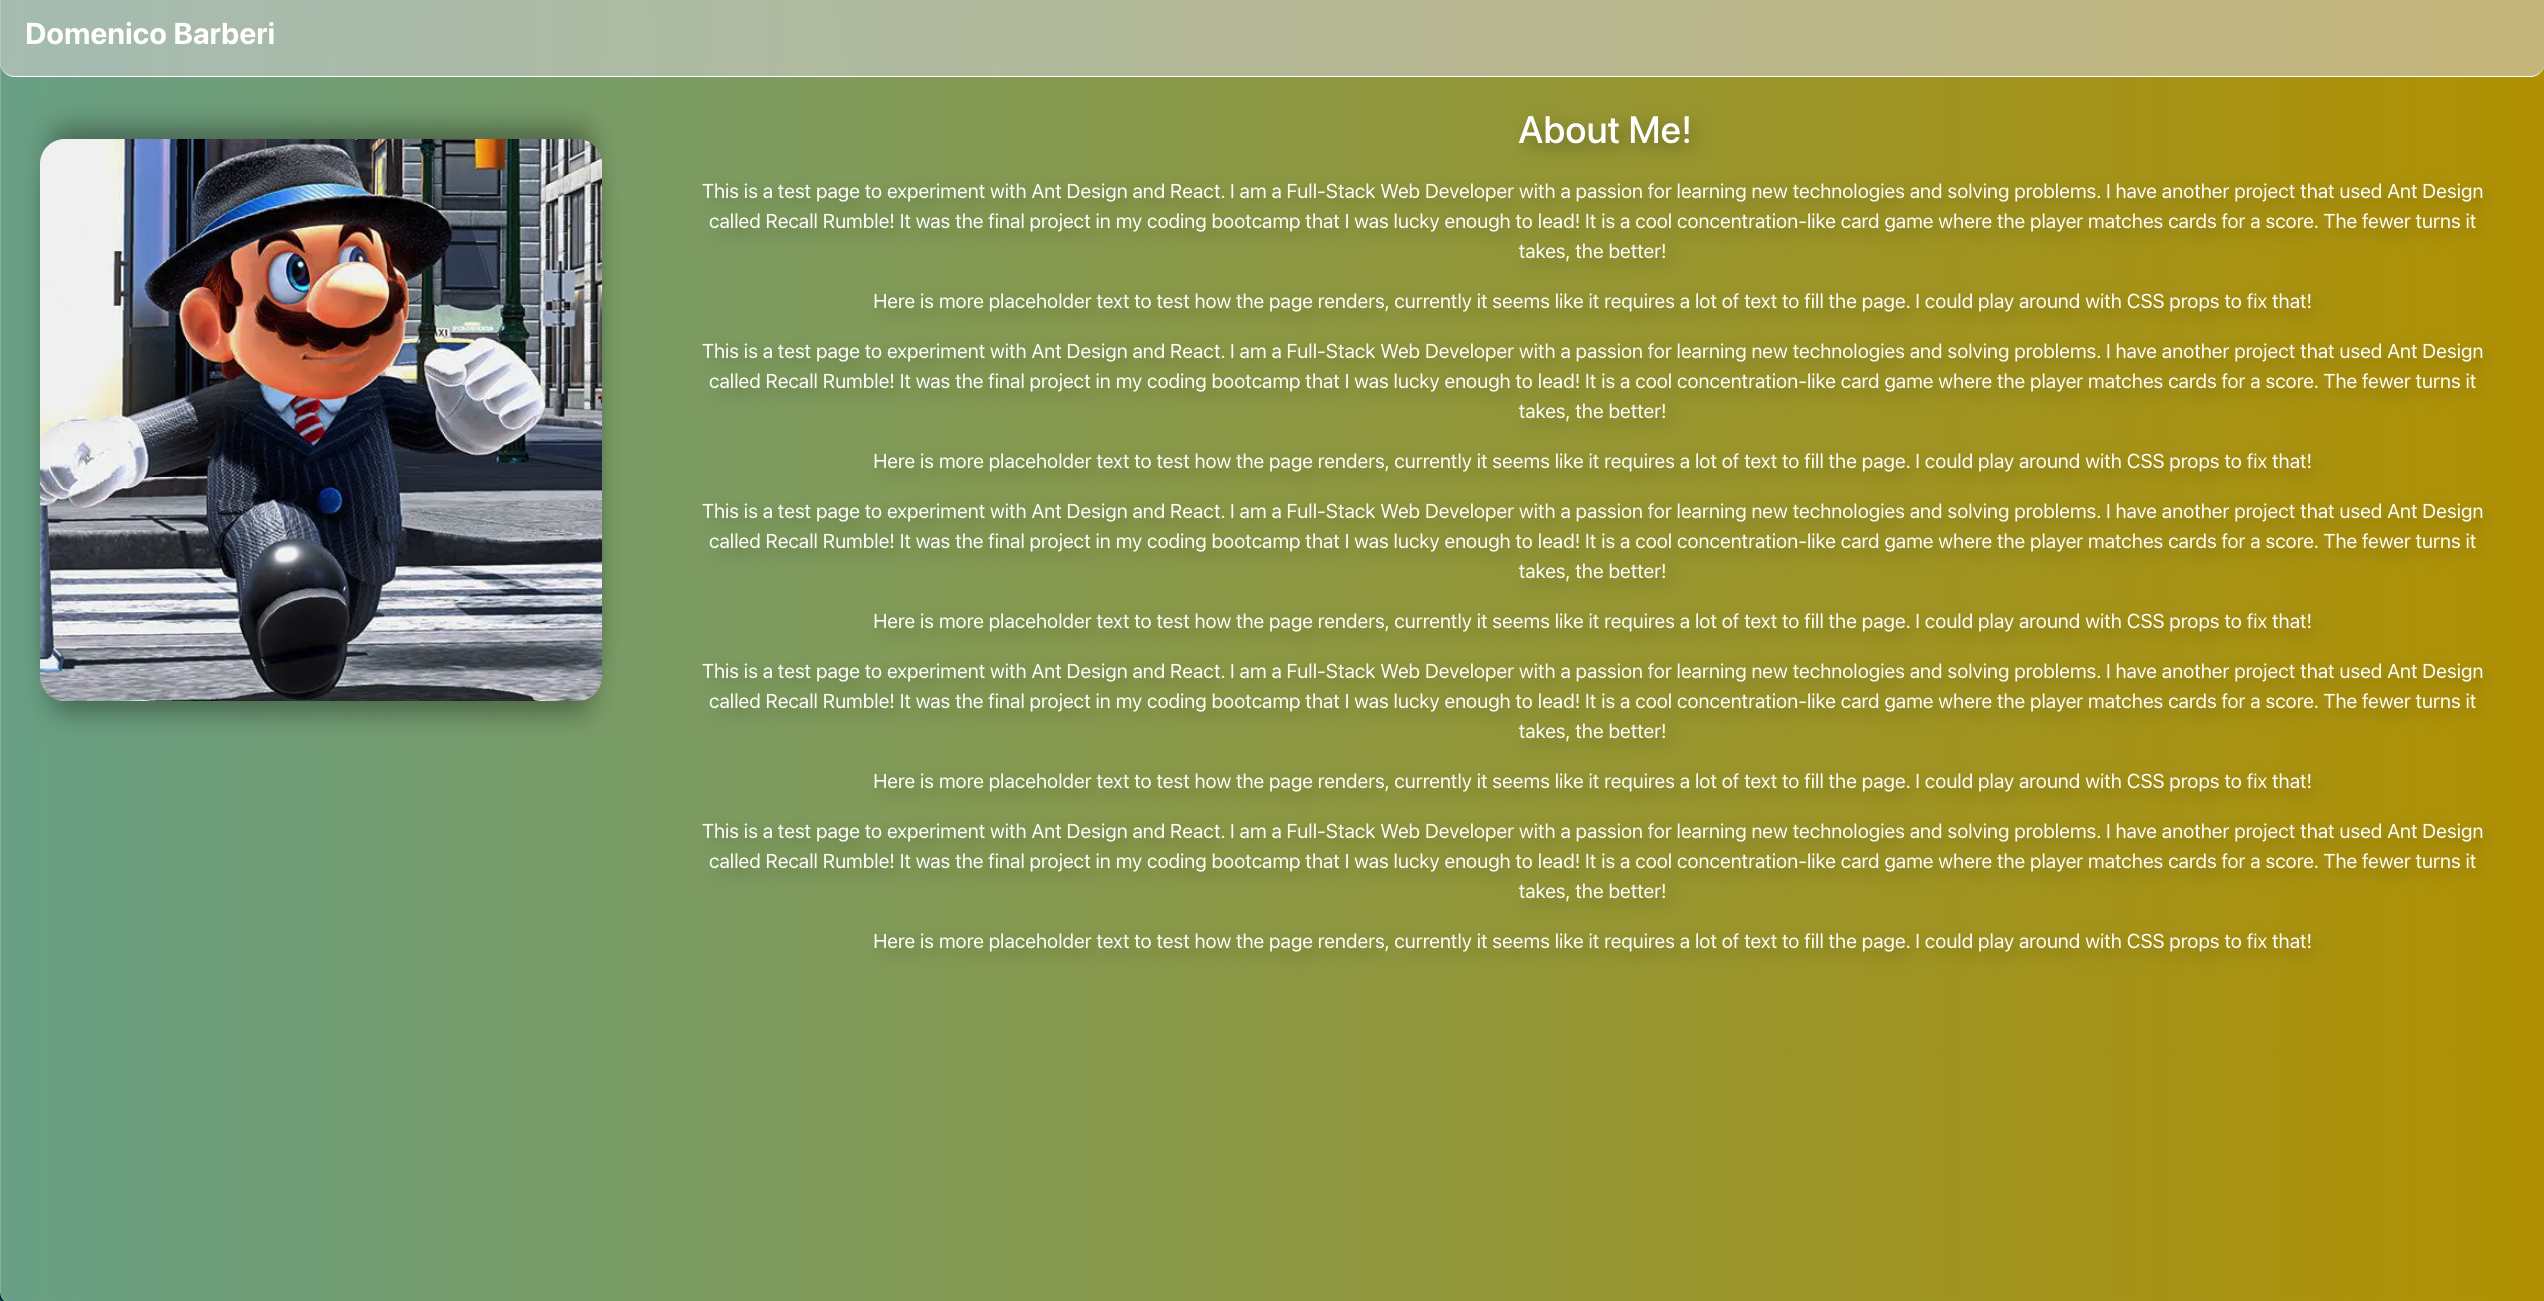 Domenico Barberi
About Me!
This is a test page to experiment with Ant Design and React. I am a Full-Stack Web Developer with a passion for learning new technologies and solving problems. I have another project that used Ant Design
called Recall Rumble! It was the final project in my coding bootcamp that I was lucky enough to lead! It is a cool concentration-like card game where the player matches cards for a score. The fewer turns it
takes, the better!
Here is more placeholder text to test how the page renders, currently it seems like it requires a lot of text to fill the page. I could play around with CSS props to fix that!
This is a test page to experiment with Ant Design and React. I am a Full-Stack Web Developer with a passion for learning new technologies and solving problems. I have another project that used Ant Design
called Recall Rumble! It was the final project in my coding bootcamp that I was lucky enough to lead! It is a cool concentration-like card game where the player matches cards for a score. The fewer turns it
takes, the better!
Here is more placeholder text to test how the page renders, currently it seems like it requires a lot of text to fill the page. I could play around with CSS props to fix that!
This is a test page to experiment with Ant Design and React. I am a Full-Stack Web Developer with a passion for learning new technologies and solving problems. I have another project that used Ant Design
called Recall Rumble! It was the final project in my coding bootcamp that I was lucky enough to lead! It is a cool concentration-like card game where the player matches cards for a score. The fewer turns it
takes, the better!
Here is more placeholder text to test how the page renders, currently it seems like it requires a lot of text to fill the page. I could play around with CSS props to fix that!
This is a test page to experiment with Ant Design and React. I am a Full-Stack Web Developer with a passion for learning new technologies and solving problems. I have another project that used Ant Design
called Recall Rumble! It was the final project in my coding bootcamp that I was lucky enough to lead! It is a cool concentration-like card game where the player matches cards for a score. The fewer turns it
takes, the better!
Here is more placeholder text to test how the page renders, currently it seems like it requires a lot of text to fill the page. I could play around with CSS props to fix that!
This is a test page to experiment with Ant Design and React. I am a Full-Stack Web Developer with a passion for learning new technologies and solving problems. I have another project that used Ant Design
called Recall Rumble! It was the final project in my coding bootcamp that I was lucky enough to lead! It is a cool concentration-like card game where the player matches cards for a score. The fewer turns it
takes, the better!
Here is more placeholder text to test how the page renders, currently it seems like it requires a lot of text to fill the page. I could play around with CSS props to fix that!